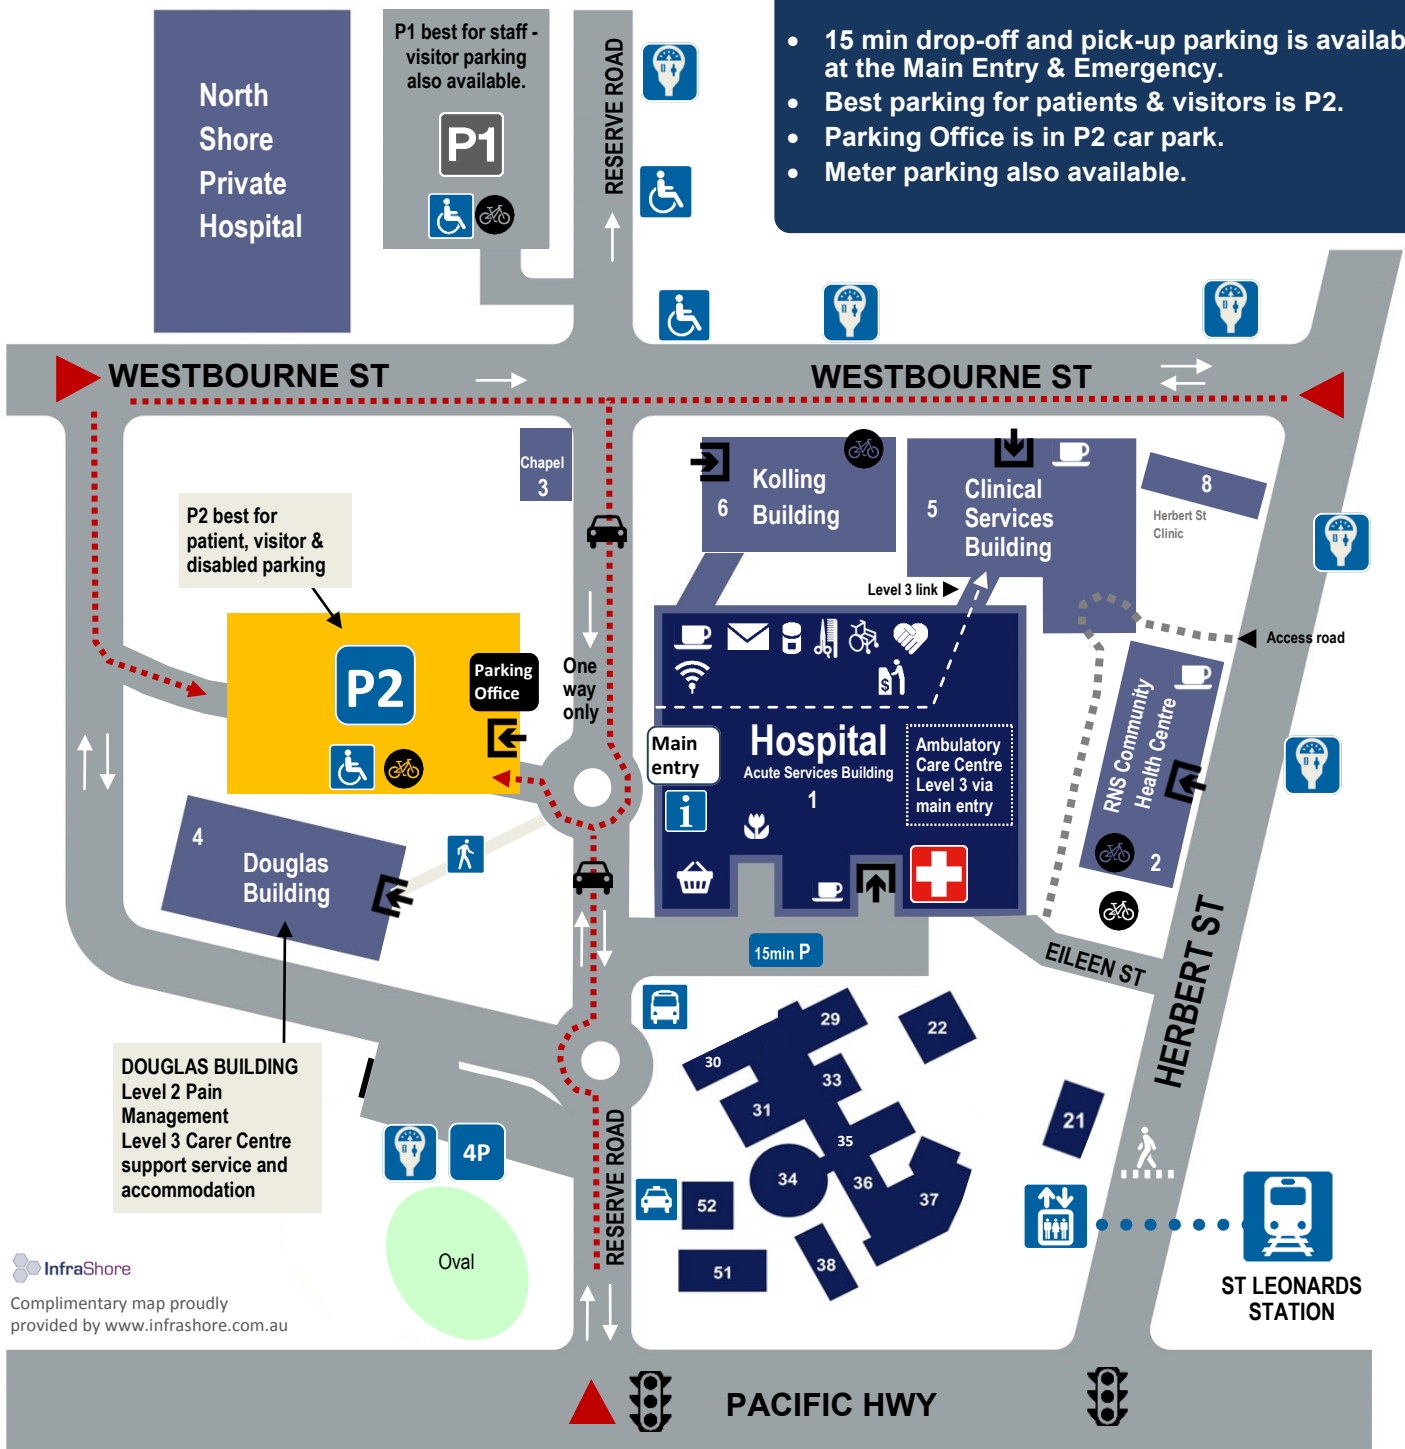 P1 best for staff -
visitor parking
also available.
P1
North
Shore
Private
Hospital
RESERVE ROAD
• 15 min drop-off and pick-up parking is availab
at the Main Entry & Emergency.
• Best parking for patients & visitors is P2.
• Parking Office is in P2 car park.
• Meter parking also available.
WESTBOURNE ST
WESTBOURNE ST
Chapel
3
Kolling
Building
6
Clinical
Services
Building
5
8
Herbert St
Clinic
P2 best for
patient, visitor &
disabled parking
Level 3 link
Access road
P2
Parking
Office
One
way
only
Main
entry
i
$
Hospital
Acute Services Building
1
Ambulatory
Care Centre
Level 3 via
main entry
RNS Community
Health Centre
2
4
Douglas
Building
15min P
EILEEN ST
HERBERT ST
DOUGLAS BUILDING
Level 2 Pain
Management
Level 3 Carer Centre
support service and
accommodation
29
22
30
33
31
21
35
34
36
37
52
38
51
4P
RESERVE ROAD
Oval
ST LEONARDS
STATION
InfraShore
Complimentary map proudly
provided by www.infrashore.com.au
PACIFIC HWY